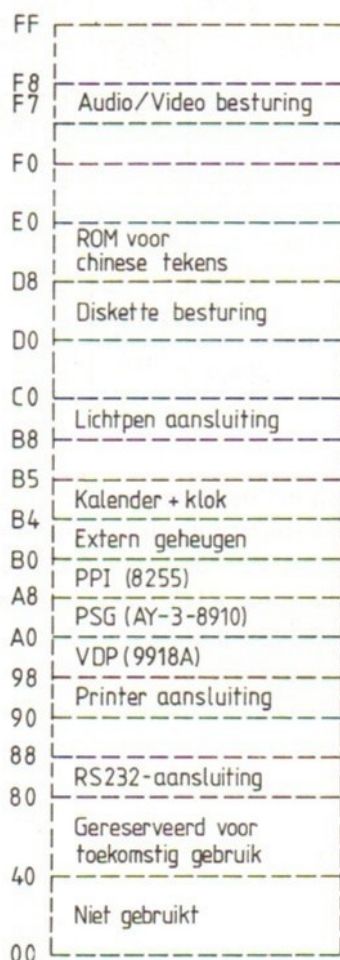 FF
F8
F7 Audio/Video besturing
F0
E0
ROM voor
chinese tekens
D8
Diskette besturing
D0
C0
Lichtpen aansluiting
B8
B5
Kalender + klok
B4
Extern geheugen
B0
PPI (8255)
A8
PSG (AY-3-8910)
A0
VDP (9918A)
98
Printer aansluiting
90
88
RS232-aansluiting
80
Gereserveerd voor
toekomstig gebruik
40
Niet gebruikt
00